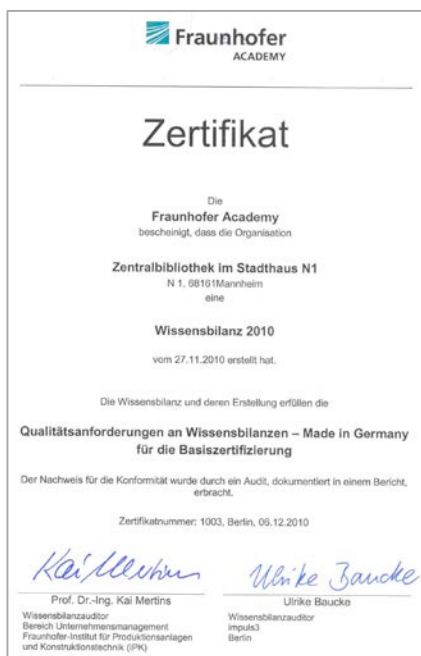 Fraunhofer
ACADEMY
Zertifikat
Die
Fraunhofer Academy
bescheinigt, dass die Organisation
Zentralbibliothek im Stadthaus N1
N 1, 68161Mannheim
eine
Wissensbilanz 2010
vom 27.11.2010 erstellt hat.
Die Wissensbilanz und deren Erstellung erfüllen die
Qualitätsanforderungen an Wissensbilanzen – Made in Germany
für die Basiszertifizierung
Der Nachweis für die Konformität wurde durch ein Audit, dokumentiert in einem Bericht,
erbracht.
Zertifikatnummer: 1003, Berlin, 06.12.2010
Kai Mertins
Ulrike Baucke
Prof. Dr.-Ing. Kai Mertins
Wissensbilanzauditor
Bereich Unternehmensmanagement
Fraunhofer-Institut für Produktionsanlagen
und Konstruktionstechnik (IPK)
Ulrike Baucke
Wissensbilanzauditor
impuls3
Berlin